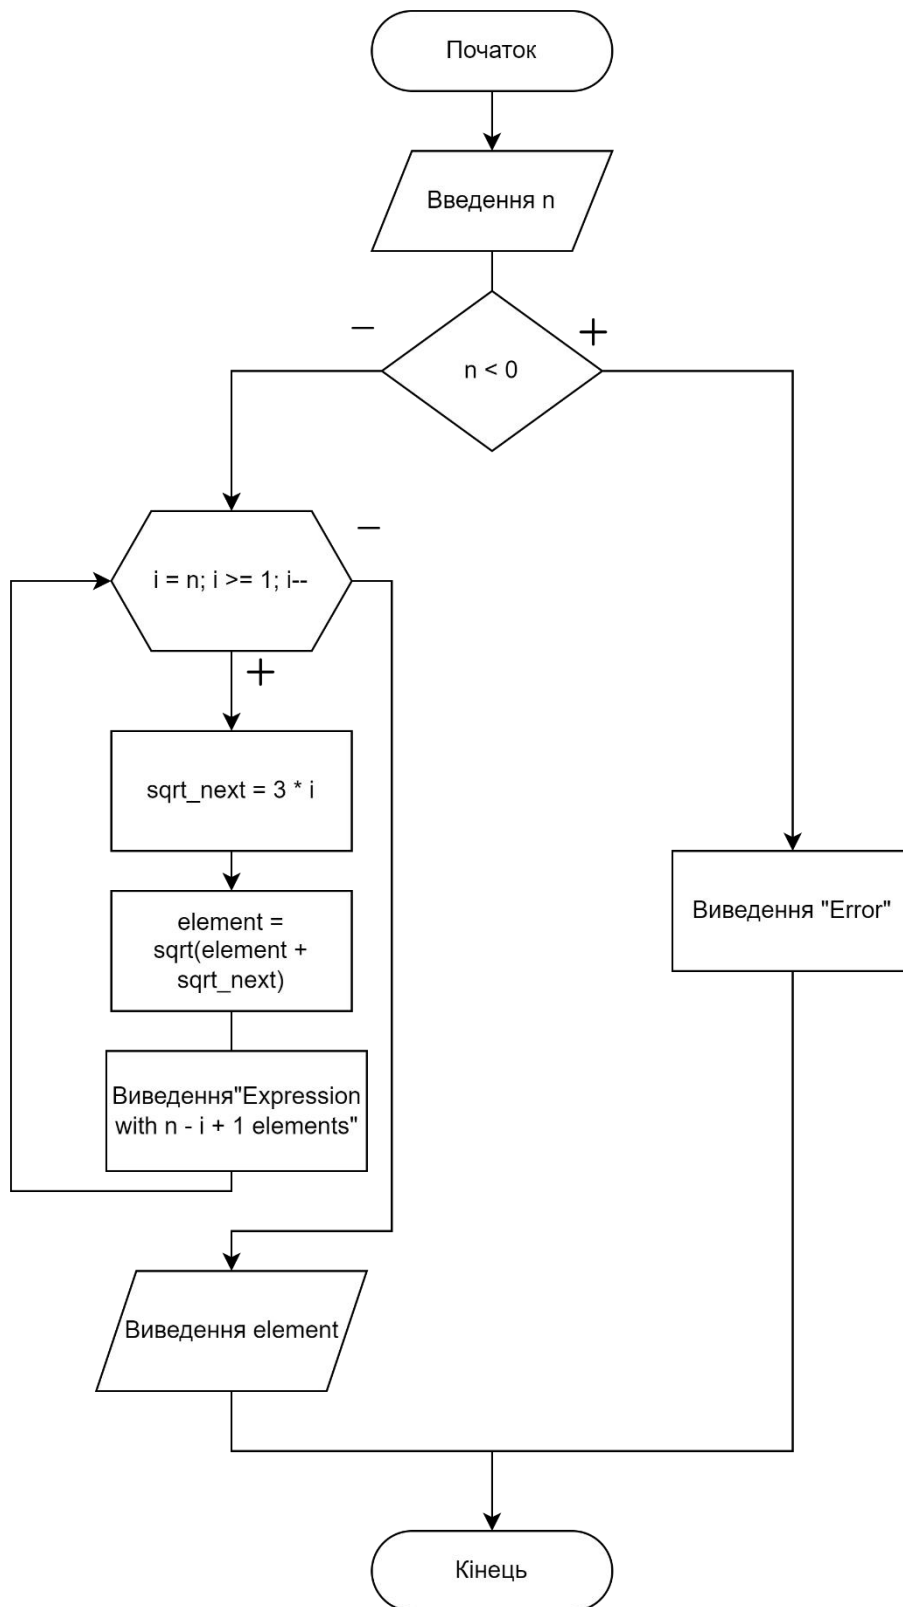 Початок
Введення n
−
+
n < 0
−
i = n; i >= 1; i--
+
sqrt_next = 3 * i
element =
sqrt(element +
sqrt_next)
Виведення "Error"
Виведення"Expression
with n - i + 1 elements"
Виведення element
Кінець